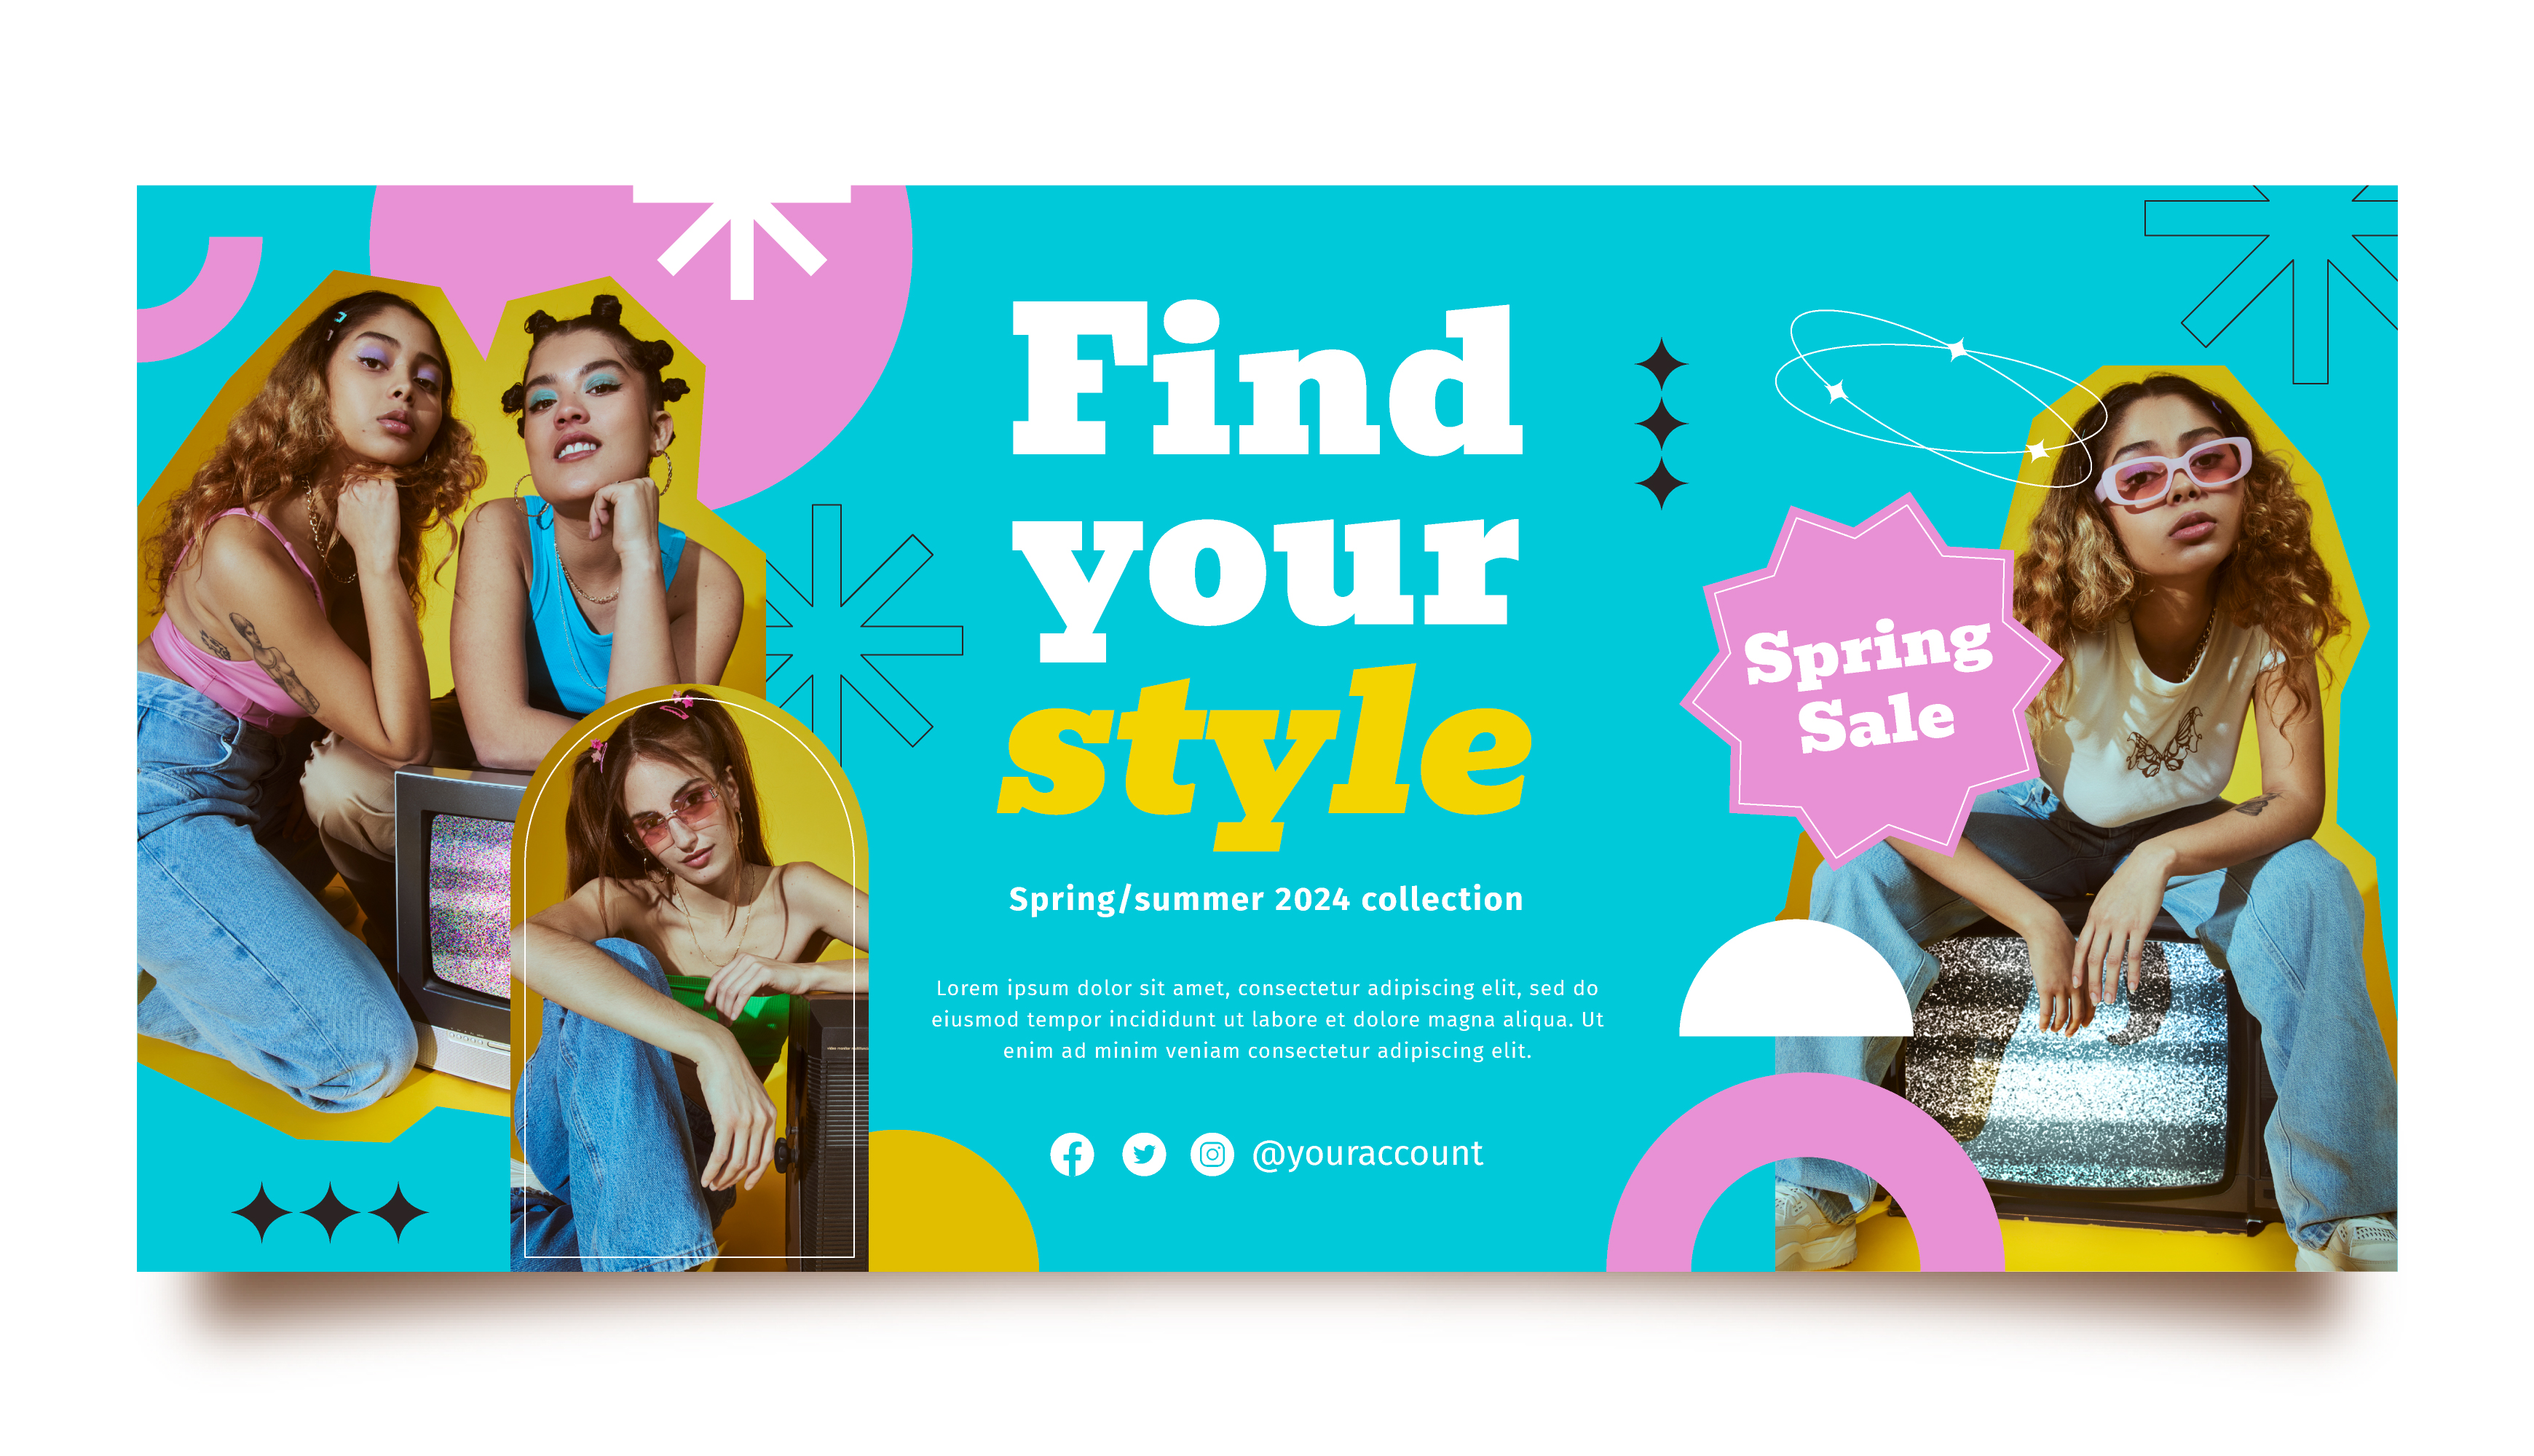 Find
your
style
Spring/summer 2024 collection
Lorem ipsum dolor sit amet, consectetur adipiscing elit, sed do
eiusmod tempor incididunt ut labore et dolore magna aliqua. Ut
enim ad minim veniam consectetur adipiscing elit.
@youraccount
Spring
Sale